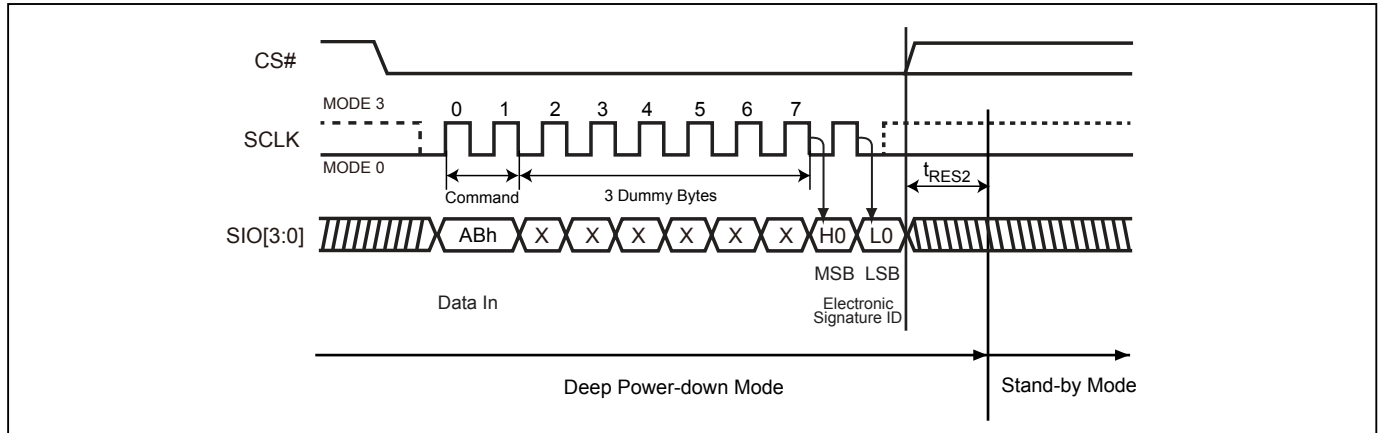 CS#
MODE 3
0 1 2 3 4 5 6 7
SCLK
MODE 0
tRES2
Command 3 Dummy Bytes
SIO[3:0] ABh X X X X X X H0 L0
MSB LSB
Data In
Electronic
Signature ID
Deep Power-down Mode Stand-by Mode